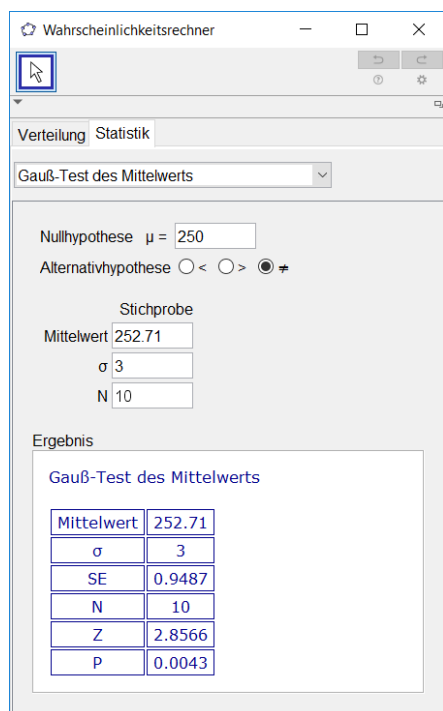 Wahrscheinlichkeitsrechner
Verteilung Statistik
Gauß-Test des Mittelwerts
Nullhypothese μ = 250
Alternativhypothese < > ≠
Stichprobe
Mittelwert 252.71
σ 3
N 10
Ergebnis
Gauß-Test des Mittelwerts
Mittelwert 252.71
σ 3
SE 0.9487
N 10
Z 2.8566
P 0.0043